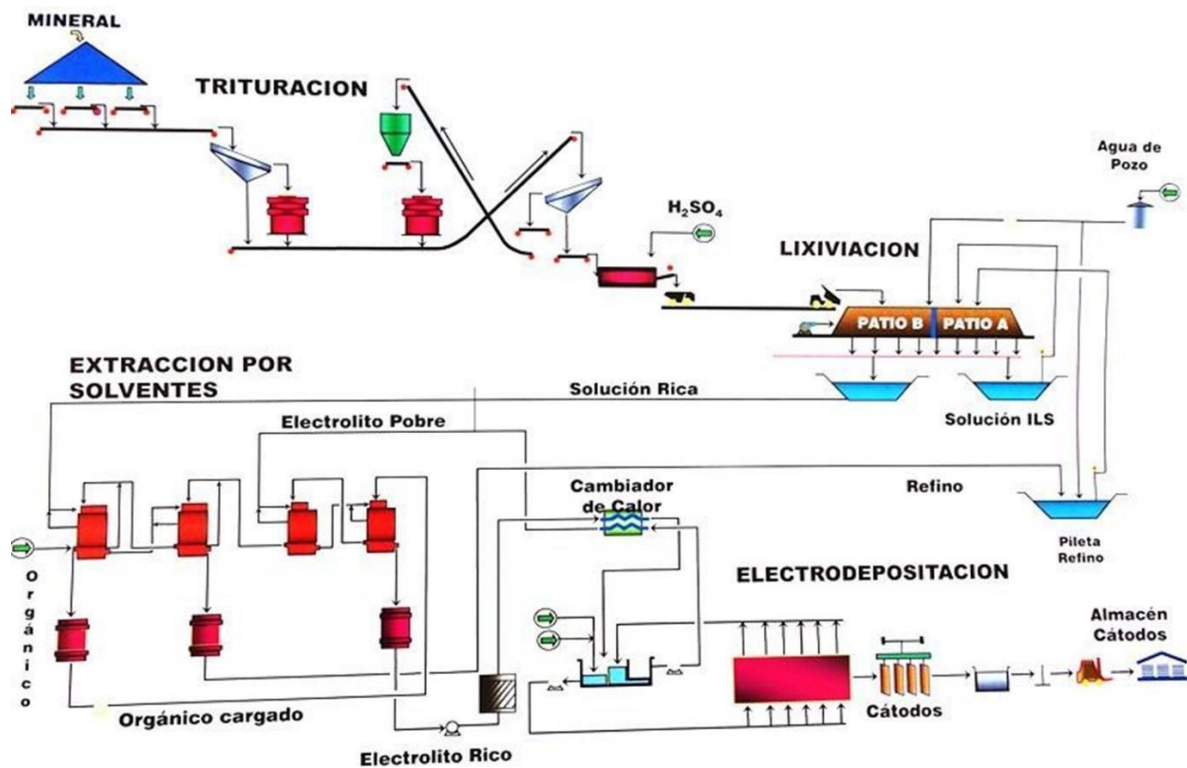 MINERAL
TRITURACION
Agua de
Pozo
H₂SO₄
LIXIVIACION
PATIO B
PATIO A
EXTRACCION POR
SOLVENTES
Solución Rica
Solución ILS
Electrolito Pobre
Cambiador
de Calor
Refino
Pileta
Refino
Orgánico
ELECTRODEPOSITACION
Almacén
Cátodos
Cátodos
Orgánico cargado
Electrolito Rico